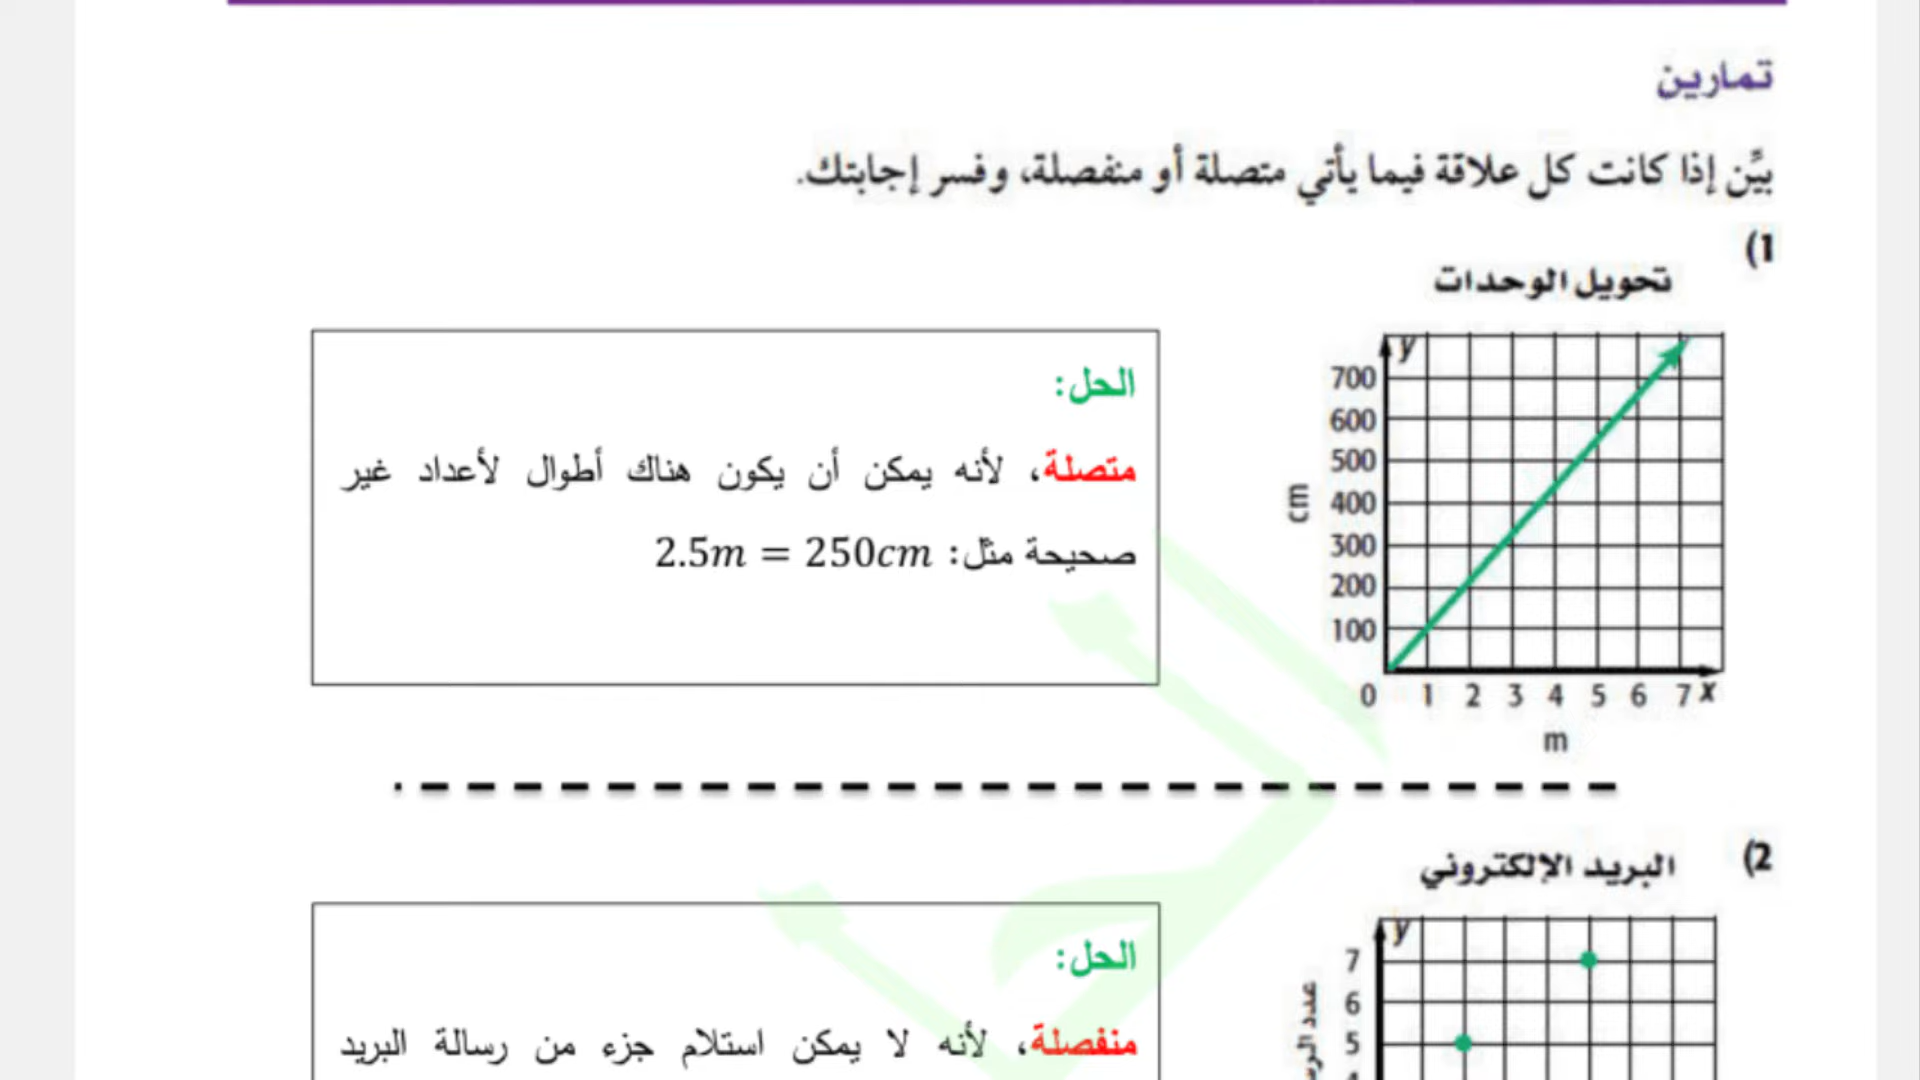 تمارين
بيِّن إذا كانت كل علاقة فيما يأتي متصلة أو منفصلة، وفسر إجابتك.
(1
تحويل الوحدات
الحل:
متصلة، لأنه يمكن أن يكون هناك أطوال لأعداد غير
صحيحة مثل: 2.5m = 250cm
y
700
600
500
400
300
200
100
cm
0 1 2 3 4 5 6 7 x
m
(2
البريد الإلكتروني
الحل:
منفصلة، لأنه لا يمكن استلام جزء من رسالة البريد
y
7
6
5
عدد